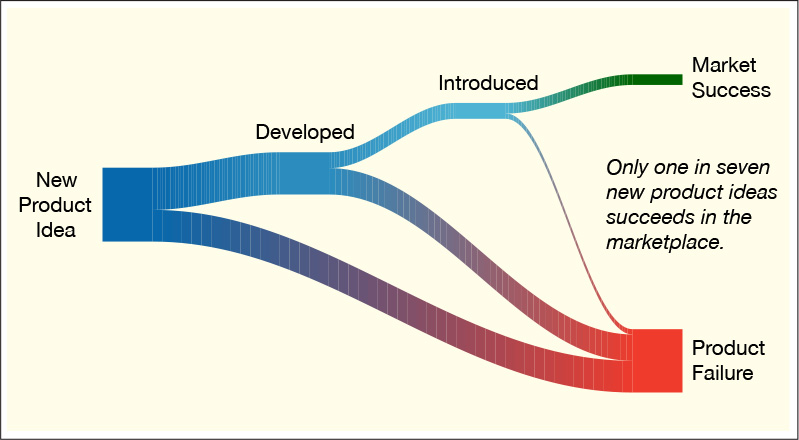 New
Product
Idea
Developed
Introduced
Market
Success
Only one in seven
new product ideas
succeeds in the
marketplace.
Product
Failure